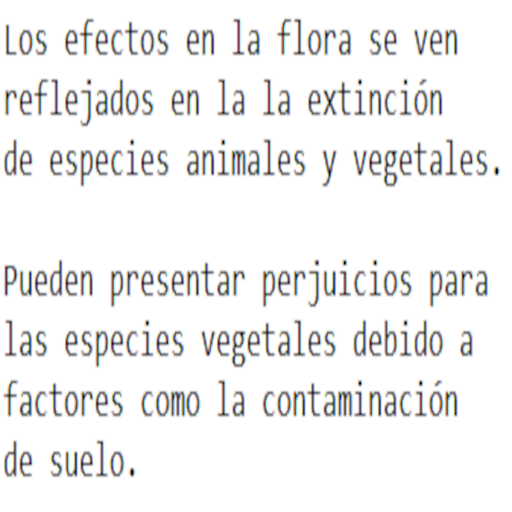 Los efectos en la flora se ven
reflejados en la la extinción
de especies animales y vegetales.
Pueden presentar perjuicios para
las especies vegetales debido a
factores como la contaminación
de suelo.